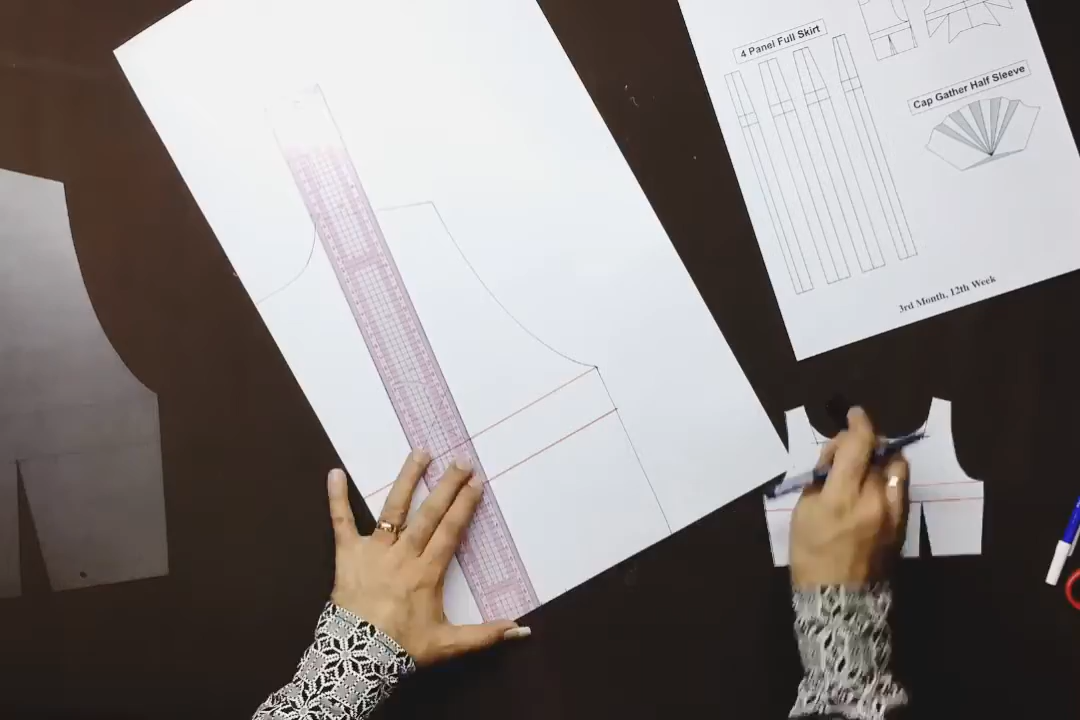 4 Panel Full Skirt
Cap Gather Half Sleeve
3rd Month, 12th Week